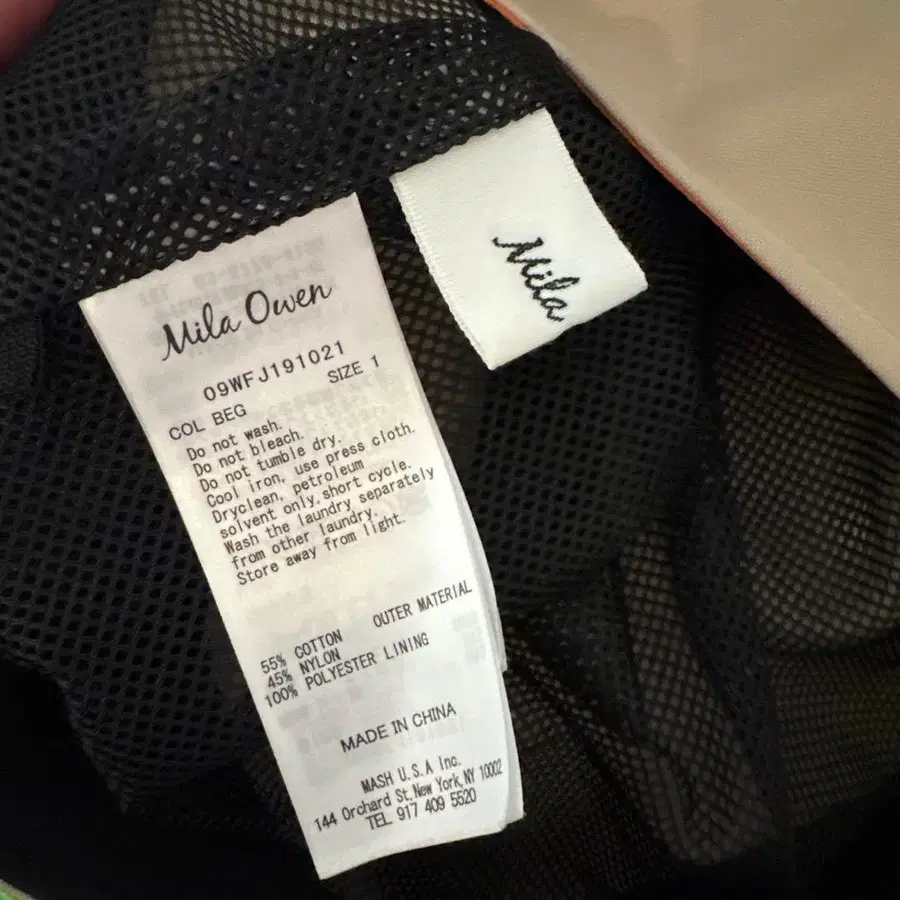 Mila Owen
09WFJ191021
COL BEG SIZE 1
Do not wash.
Do not bleach.
Do not tumble dry.
Cool iron, use press cloth.
Dryclean, petroleum
solvent only, short cycle.
Wash the laundry separately
from other laundry.
Store away from light.
OUTER MATERIAL
55% COTTON
45% NYLON
100% POLYESTER LINING
MADE IN CHINA
MASH U.S.A Inc.
144 Orchard St, New York, NY 10002
TEL 917 409 5520
Mila